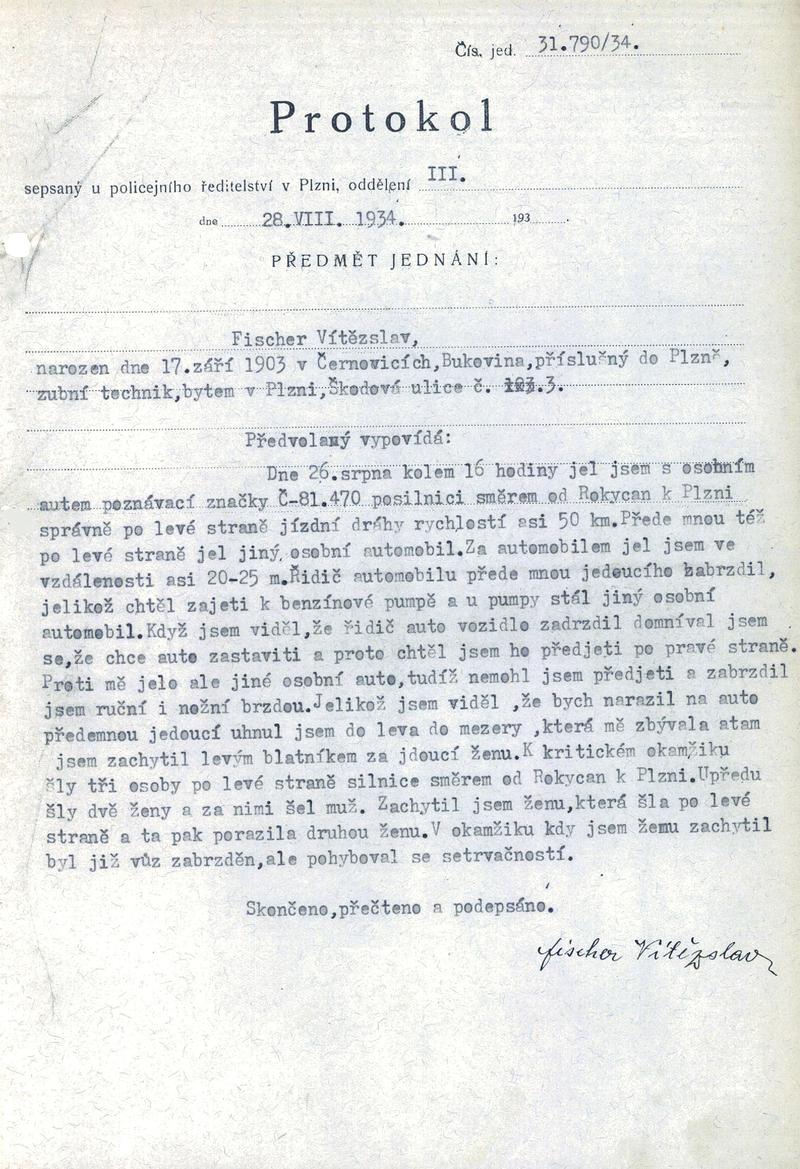 Čís. jed. 31.790/34.
Protokol
sepsaný u policejního ředitelství v Plzni, oddělení III.
dne 28.VIII. 1934. 193
PŘEDMĚT JEDNÁNÍ:
Fischer Vítězslav,
narozen dne 17.září 1903 v Černovicích,Bukovina,příslušný do Plzně,
zubní technik,bytem v Plzni,Škodova ulice č. 3.
Předvolaný vypovídá:
Dne 26.srpna kolem 16 hodiny jel jsem s osobním
autem poznávací značky Č-81.470 posilnici směrem od Rokycan k Plzni
správně po levé straně jízdní dráhy rychlostí asi 50 km.Přede mnou též
po levé straně jel jiný osobní automobil.Za automobilem jel jsem ve
vzdálenosti asi 20-25 m.Řidič automobilu přede mnou jedoucího zabrzdil,
jelikož chtěl zajeti k benzínové pumpě a u pumpy stál jiný osobní
automobil.Když jsem viděl,že řidič auto vozidlo zadrzdil domníval jsem
se,že chce auto zastaviti a proto chtěl jsem ho předjeti po pravé straně.
Proti mě jelo ale jiné osobní auto,tudíž nemohl jsem předjeti a zabrzdil
jsem ruční i nožní brzdou.Jelikož jsem viděl ,že bych narazil na auto
předemnou jedoucí uhnul jsem do leva do mezery ,která mě zbývala atam
jsem zachytil levým blatníkem za jdoucí ženu.K kritickém okamžiku
šly tři osoby po levé straně silnice směrem od Rokycan k Plzni.Upředu
šly dvě ženy a za nimi šel muž. Zachytil jsem ženu,která šla po levé
straně a ta pak porazila druhou ženu.V okamžiku kdy jsem ženu zachytil
byl již vůz zabrzděn,ale pohyboval se setrvačností.
Skončeno,přečteno a podepsáno.
Fischer Vítězslav